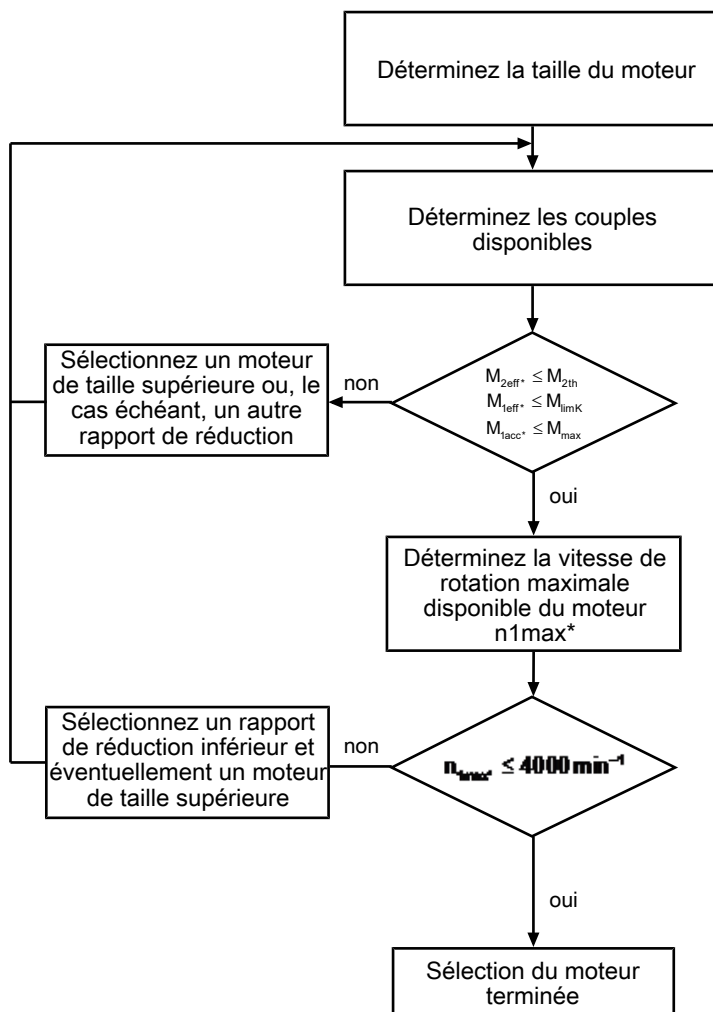 Déterminez la taille du moteur
Déterminez les couples
disponibles
Sélectionnez un moteur
de taille supérieure ou, le
cas échéant, un autre
rapport de réduction
non
M2eff* ≤ M2th
M1eff* ≤ MlimK
M1acc* ≤ Mmax
oui
Déterminez la vitesse de
rotation maximale
disponible du moteur
n1max*
Sélectionnez un rapport
de réduction inférieur et
éventuellement un moteur
de taille supérieure
non
n1max* ≤ 4000 min⁻¹
oui
Sélection du moteur
terminée